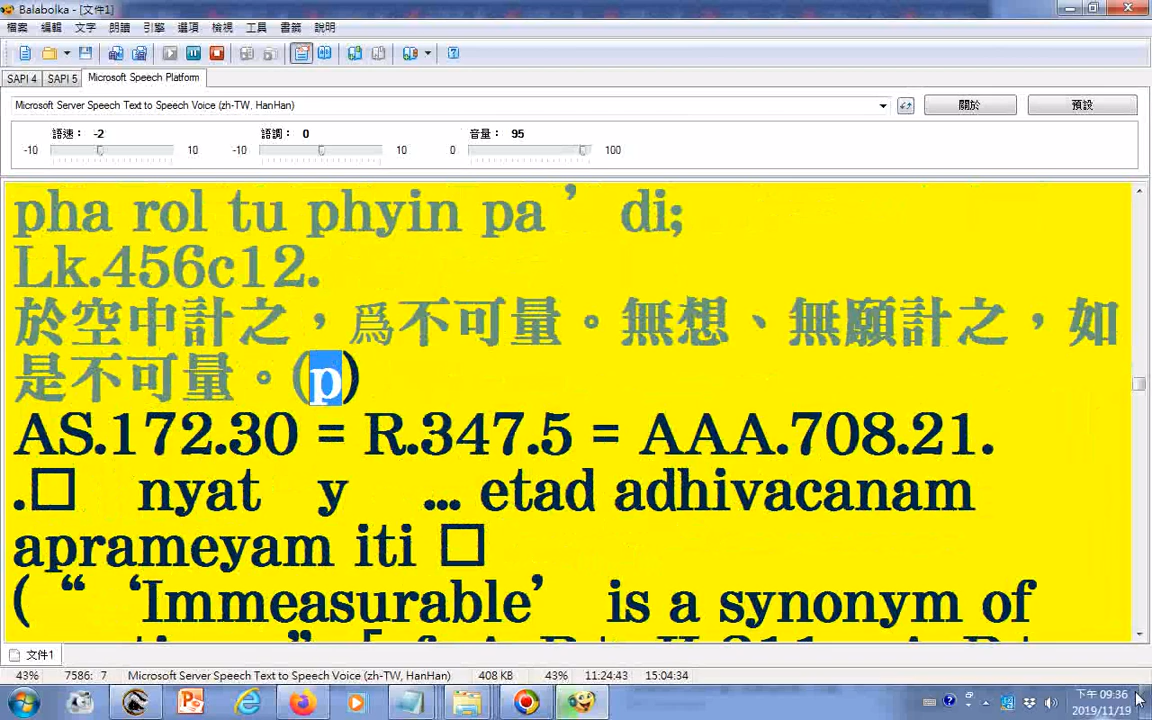 Balabolka - [文件1]
檔案 編輯 文字 朗讀 引擎 選項 檢視 工具 書籤 說明
SAPI 4 SAPI 5 Microsoft Speech Platform
Microsoft Server Speech Text to Speech Voice (zh-TW, HanHan) 關於 預設
語速： -2 語調： 0 音量： 95
-10 10 -10 10 0 100
pha rol tu phyin pa ’ di;
Lk.456c12.
於空中計之，爲不可量。無想、無願計之，如
是不可量。(p)
AS.172.30 = R.347.5 = AAA.708.21.
.□ nyat y … etad adhivacanam
aprameyam iti □
( “ ‘Immeasurable’ is a synonym of
文件1
43% 7586: 7 Microsoft Server Speech Text to Speech Voice (zh-TW, HanHan) 408 KB 43% 11:24:43 15:04:34
下午 09:36
2019/11/19